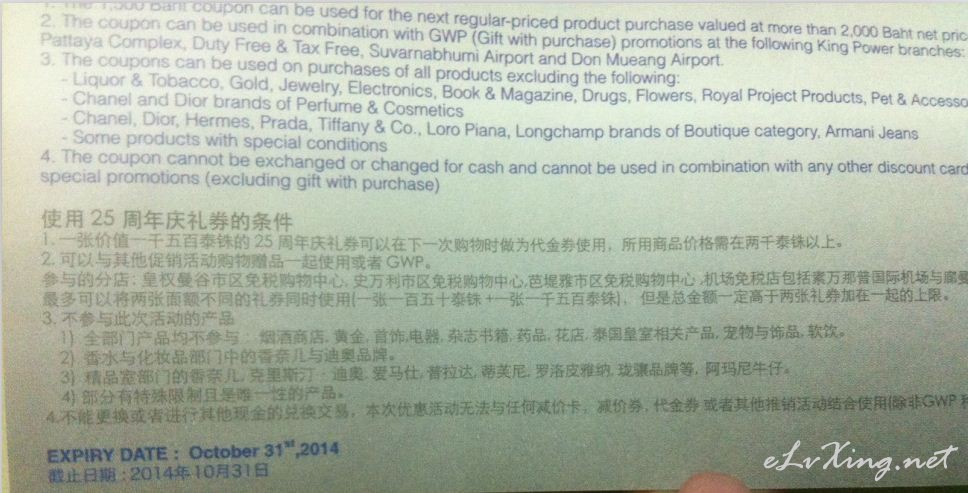 1. The 1,500 Baht coupon can be used for the next regular-priced product purchase valued at more than 2,000 Baht net pric
2. The coupon can be used in combination with GWP (Gift with purchase) promotions at the following King Power branches:
Pattaya Complex, Duty Free & Tax Free, Suvarnabhumi Airport and Don Mueang Airport.
3. The coupons can be used on purchases of all products excluding the following:
- Liquor & Tobacco, Gold, Jewelry, Electronics, Book & Magazine, Drugs, Flowers, Royal Project Products, Pet & Accesso
- Chanel and Dior brands of Perfume & Cosmetics
- Chanel, Dior, Hermes, Prada, Tiffany & Co., Loro Piana, Longchamp brands of Boutique category, Armani Jeans
- Some products with special conditions
4. The coupon cannot be exchanged or changed for cash and cannot be used in combination with any other discount card
special promotions (excluding gift with purchase)
使用 25 周年庆礼券的条件
1. 一张价值一千五百泰铢的 25 周年庆礼券可以在下一次购物时做为代金券使用，所用商品价格需在两千泰铢以上。
2. 可以与其他促销活动购物赠品一起使用或者 GWP。
参与的分店：皇权曼谷市区免税购物中心, 史万利市区免税购物中心,芭堤雅市区免税购物中心 ,机场免税店包括素万那普国际机场与廊曼
最多可以将两张面额不同的礼券同时使用(一张一百五十泰铢 +一张一千五百泰铢)，但是总金额一定高于两张礼券加在一起的上限。
3. 不参与此次活动的产品
1) 全部门产品均不参与： 烟酒商店, 黄金, 首饰,电器, 杂志书籍, 药品, 花店, 泰国皇室相关产品, 宠物与饰品, 软饮。
2) 香水与化妆品部门中的香奈儿与迪奥品牌。
3) 精品室部门的香奈儿, 克里斯汀 · 迪奥, 爱马仕, 普拉达, 蒂芙尼, 罗洛皮雅纳, 珑骧品牌等, 阿玛尼牛仔。
4) 部分有特殊限制且是唯一性的产品。
4.不能更换或者进行其他现金的兑换交易，本次优惠活动无法与任何减价卡，减价券, 代金券 或者其他推销活动结合使用(除非GWP
EXPIRY DATE : October 31st,2014
截止日期 : 2014年10月31日
eLvXing.net